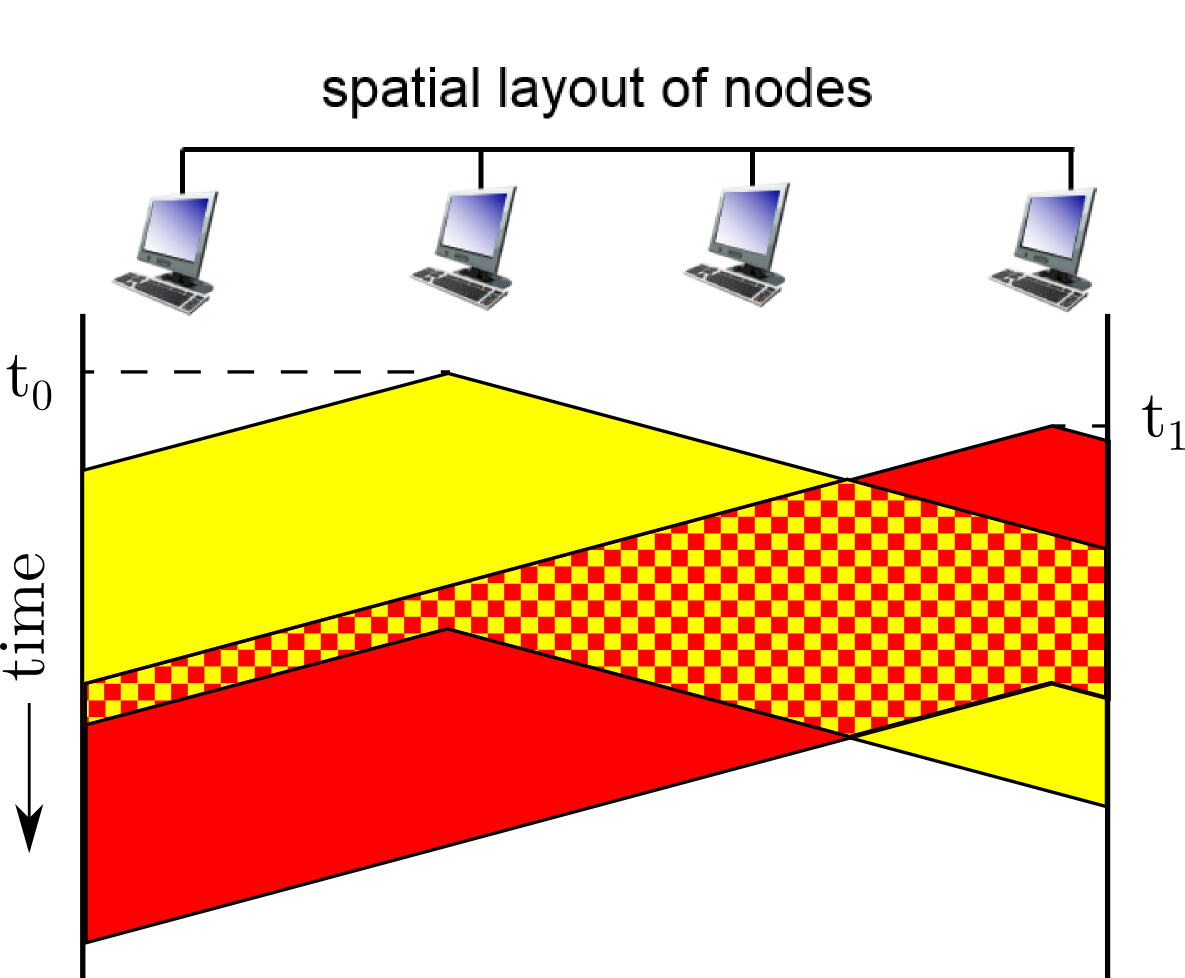 spatial layout of nodes
t₀
t₁
time